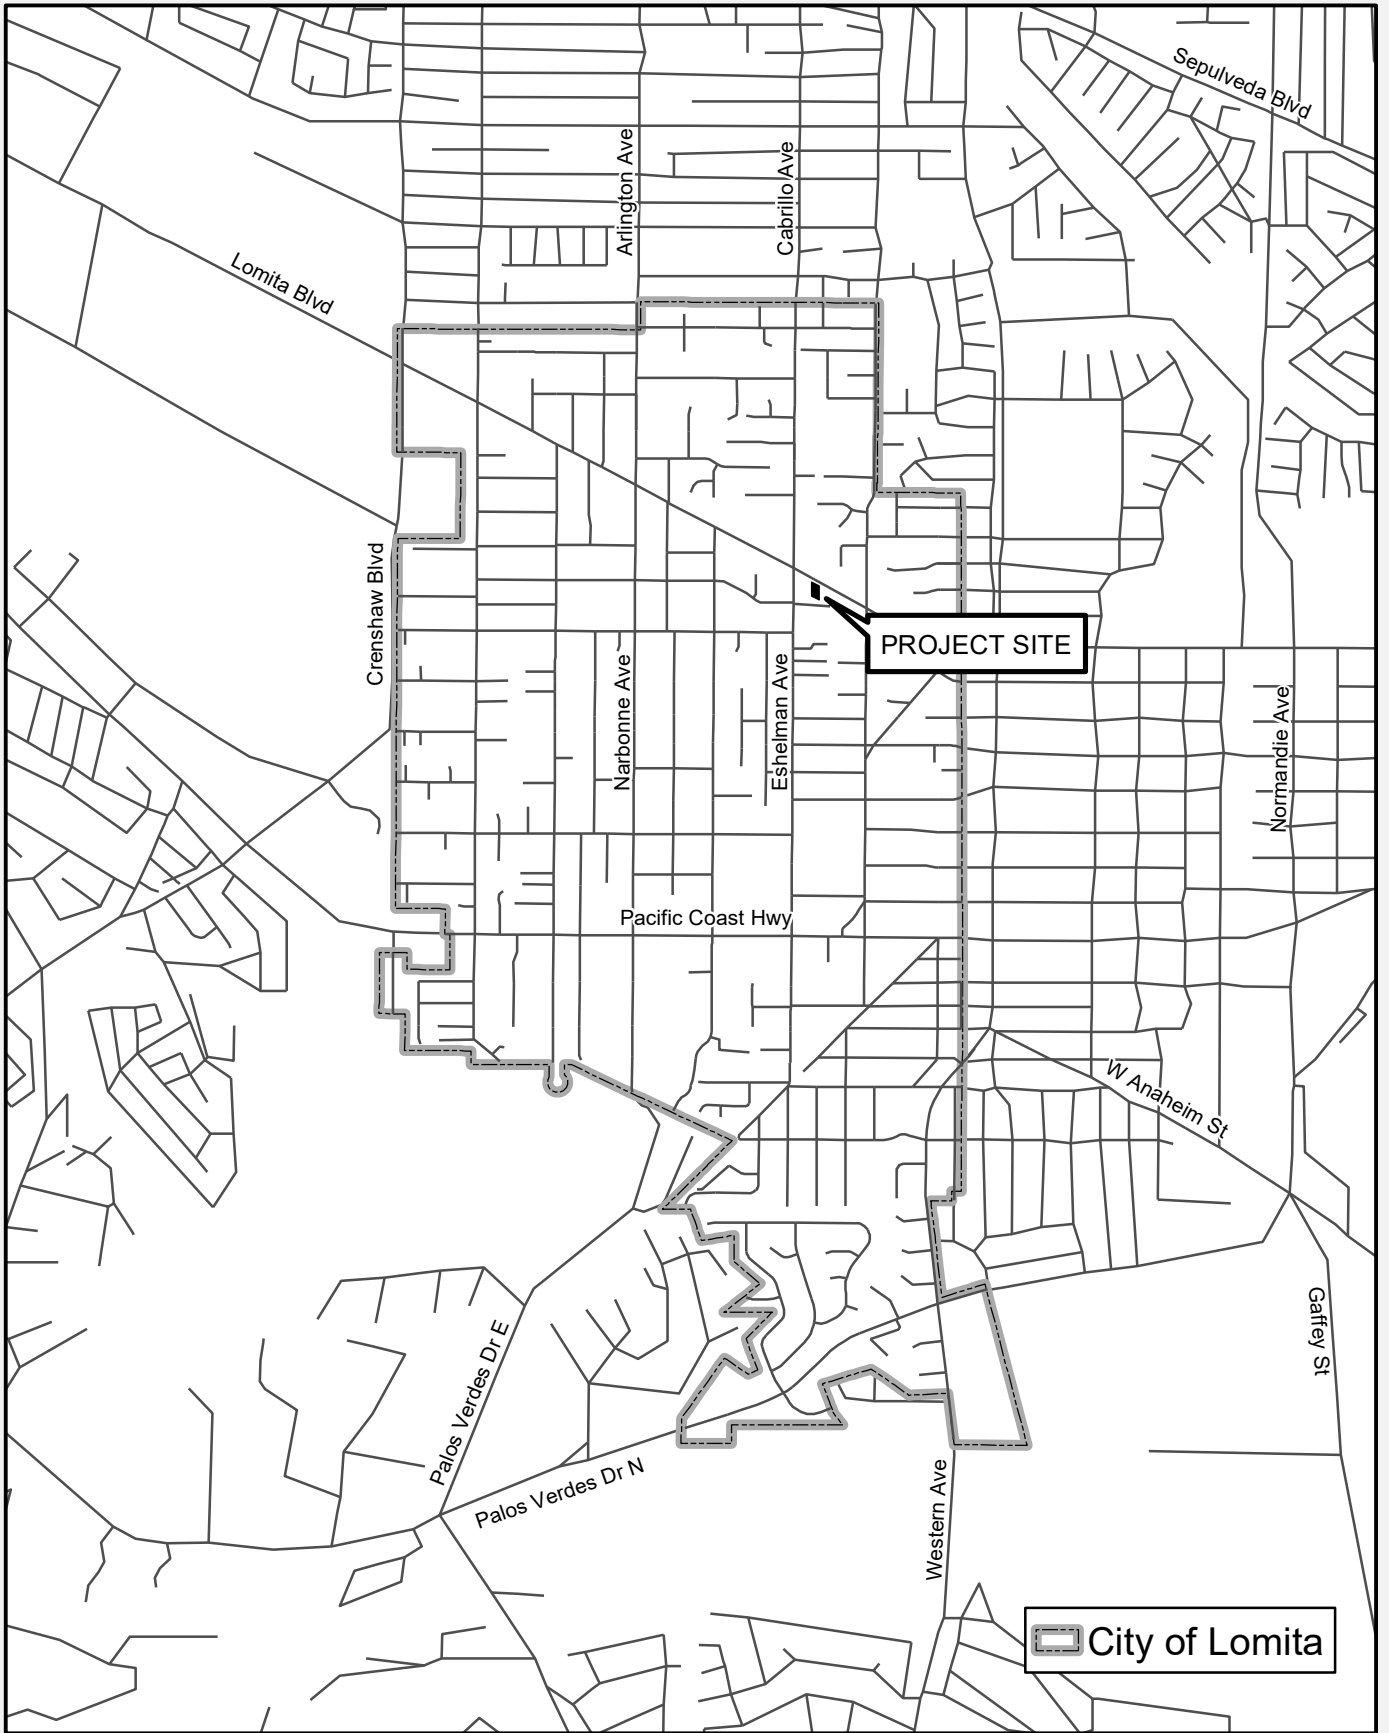 Sepulveda Blvd
Arlington Ave
Cabrillo Ave
Lomita Blvd
Crenshaw Blvd
PROJECT SITE
Narbonne Ave
Eshelman Ave
Normandie Ave
Pacific Coast Hwy
W Anaheim St
Gaffey St
Palos Verdes Dr E
Palos Verdes Dr N
Western Ave
City of Lomita